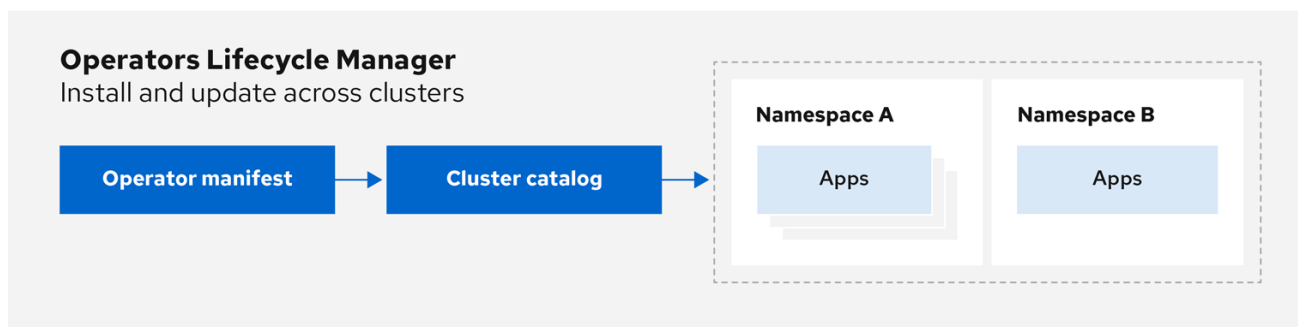 Operators Lifecycle Manager
Install and update across clusters
Operator manifest
Cluster catalog
Namespace A
Apps
Namespace B
Apps